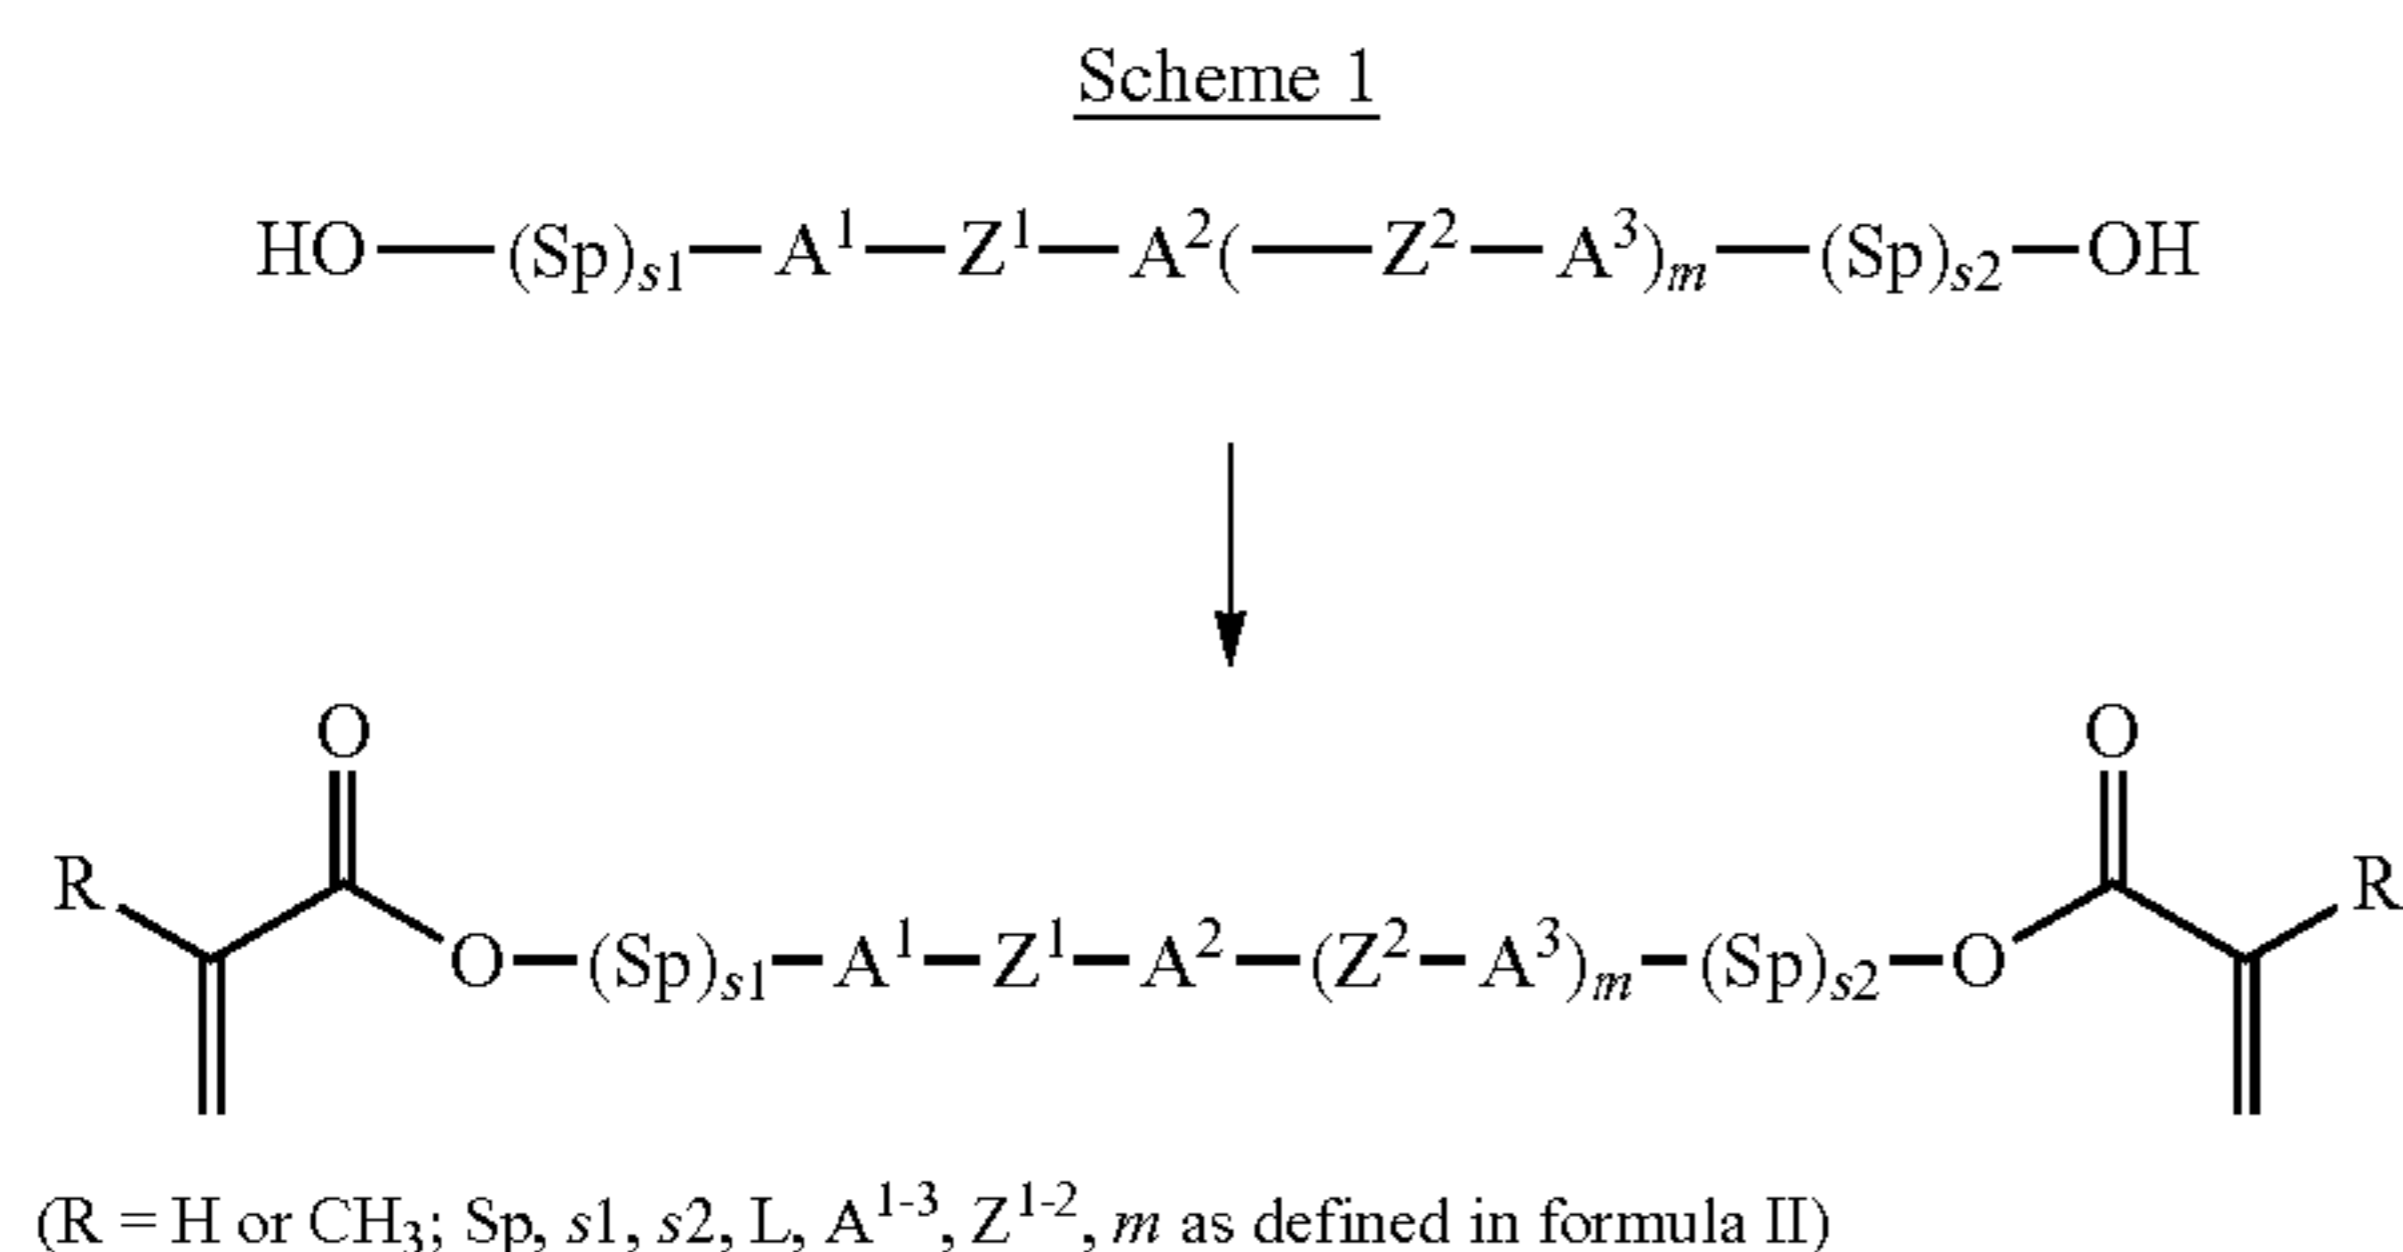 Scheme 1
HO—(Sp)s1—A¹—Z¹—A²(—Z²—A³)m—(Sp)s2—OH
O O
R R
O—(Sp)s1—A¹—Z¹—A²—(Z²—A³)m—(Sp)s2—O
(R = H or CH₃; Sp, s1, s2, L, A¹⁻³, Z¹⁻², m as defined in formula II)